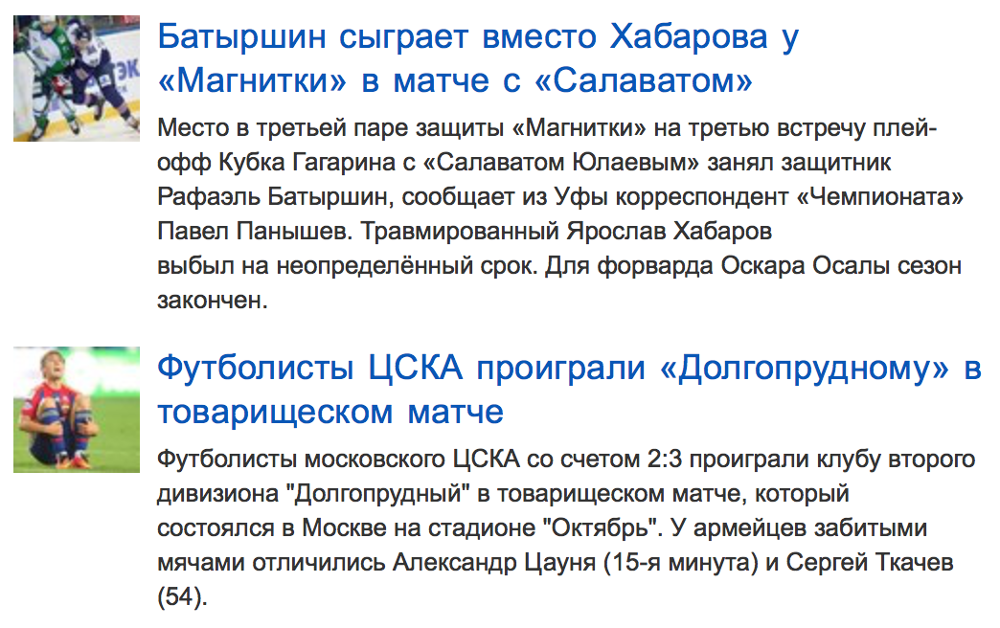 Батыршин сыграет вместо Хабарова у
«Магнитки» в матче с «Салаватом»
Место в третьей паре защиты «Магнитки» на третью встречу плей-
офф Кубка Гагарина с «Салаватом Юлаевым» занял защитник
Рафаэль Батыршин, сообщает из Уфы корреспондент «Чемпионата»
Павел Панышев. Травмированный Ярослав Хабаров
выбыл на неопределённый срок. Для форварда Оскара Осалы сезон
закончен.
Футболисты ЦСКА проиграли «Долгопрудному» в
товарищеском матче
Футболисты московского ЦСКА со счетом 2:3 проиграли клубу второго
дивизиона "Долгопрудный" в товарищеском матче, который
состоялся в Москве на стадионе "Октябрь". У армейцев забитыми
мячами отличились Александр Цауня (15-я минута) и Сергей Ткачев
(54).